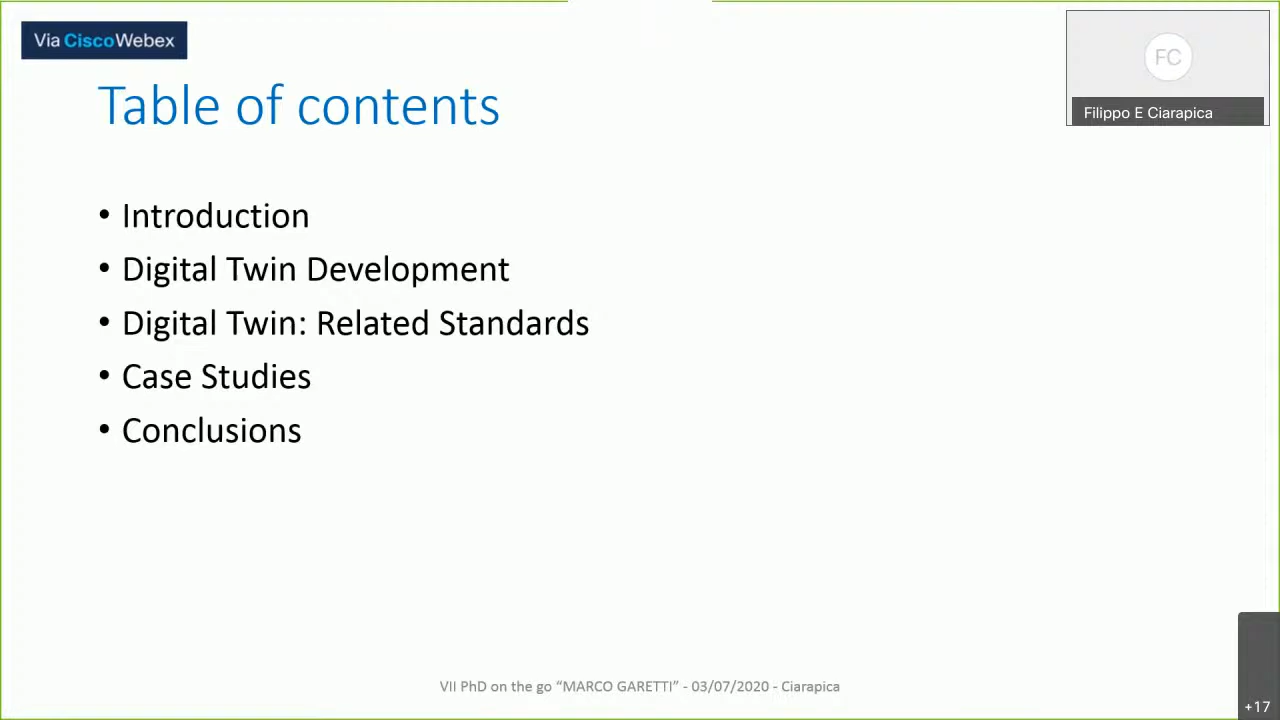 Via CiscoWebex
FC
Filippo E Ciarapica
Table of contents
• Introduction
• Digital Twin Development
• Digital Twin: Related Standards
• Case Studies
• Conclusions
VII PhD on the go “MARCO GARETTI” - 03/07/2020 - Ciarapica
+17